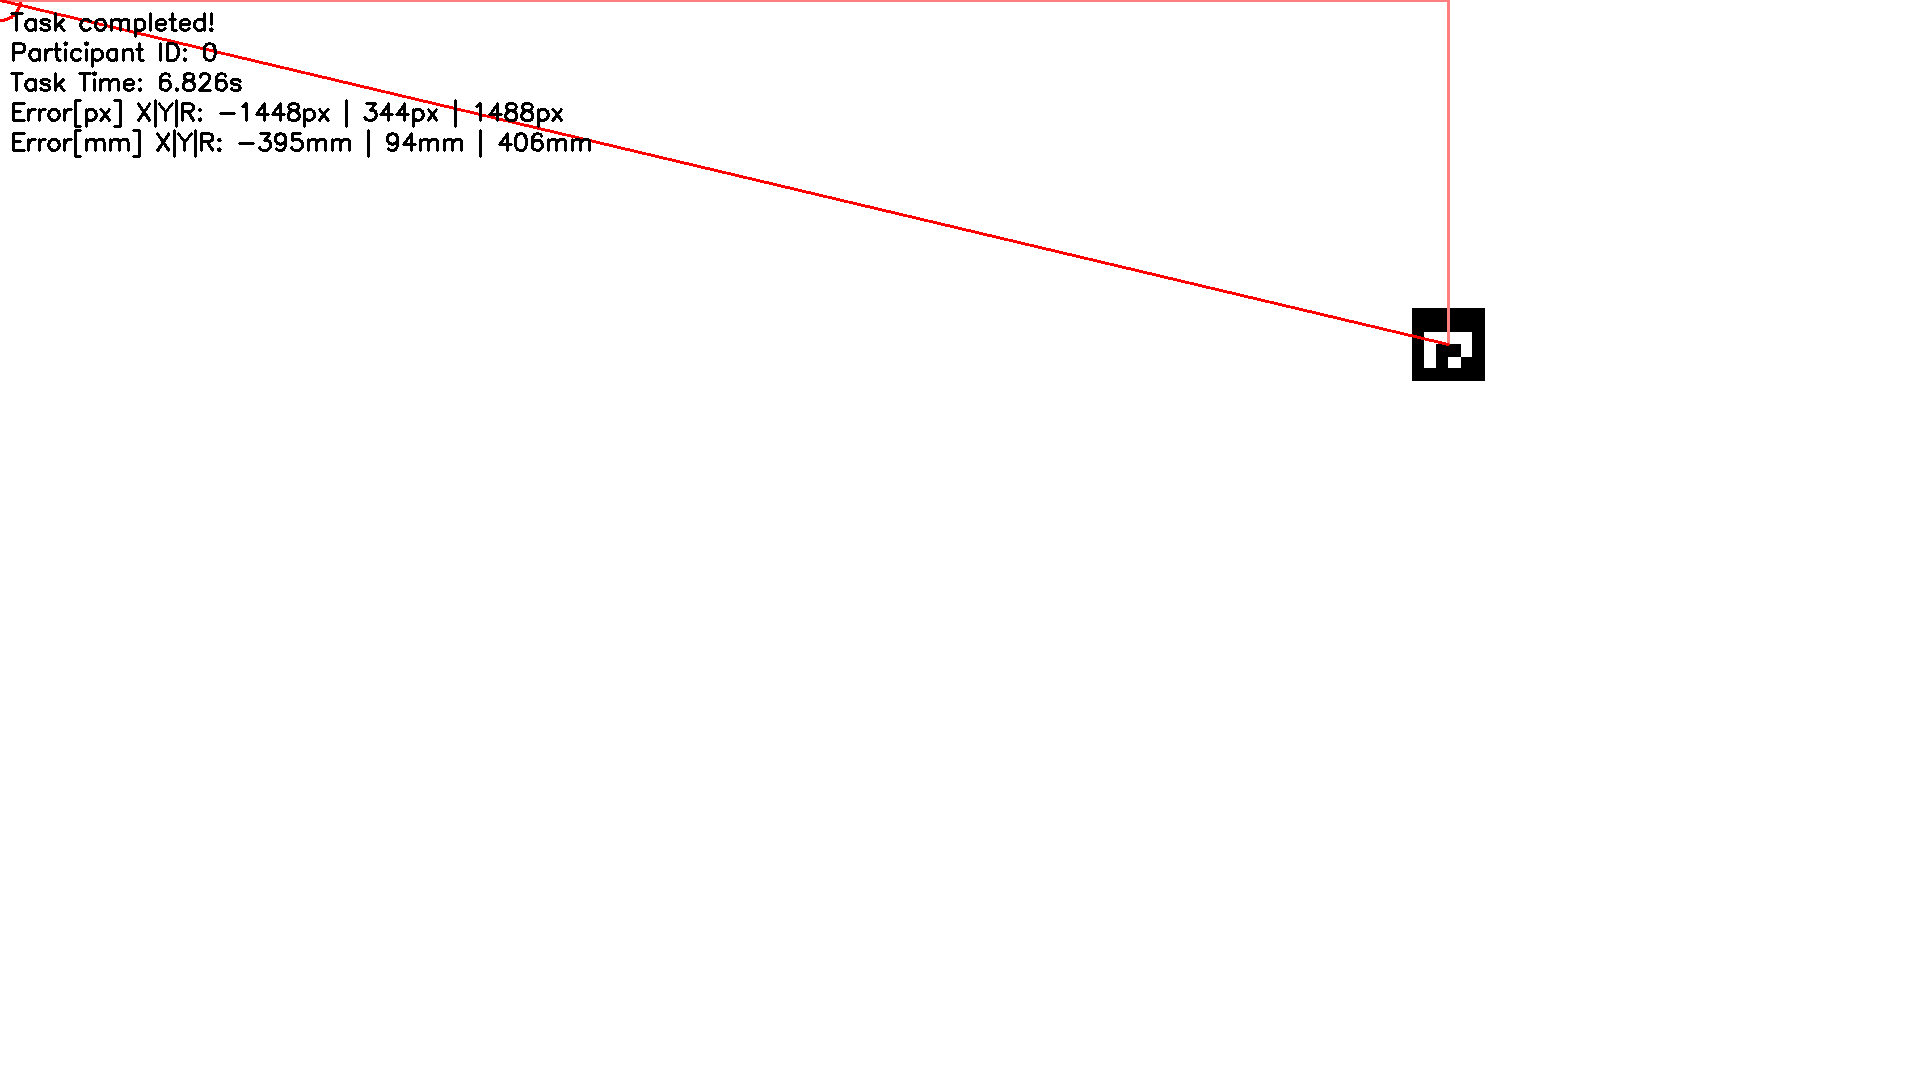 Task completed!
Participant ID: 0
Task Time: 6.826s
Error[px] X|Y|R: -1448px | 344px | 1488px
Error[mm] X|Y|R: -395mm | 94mm | 406mm